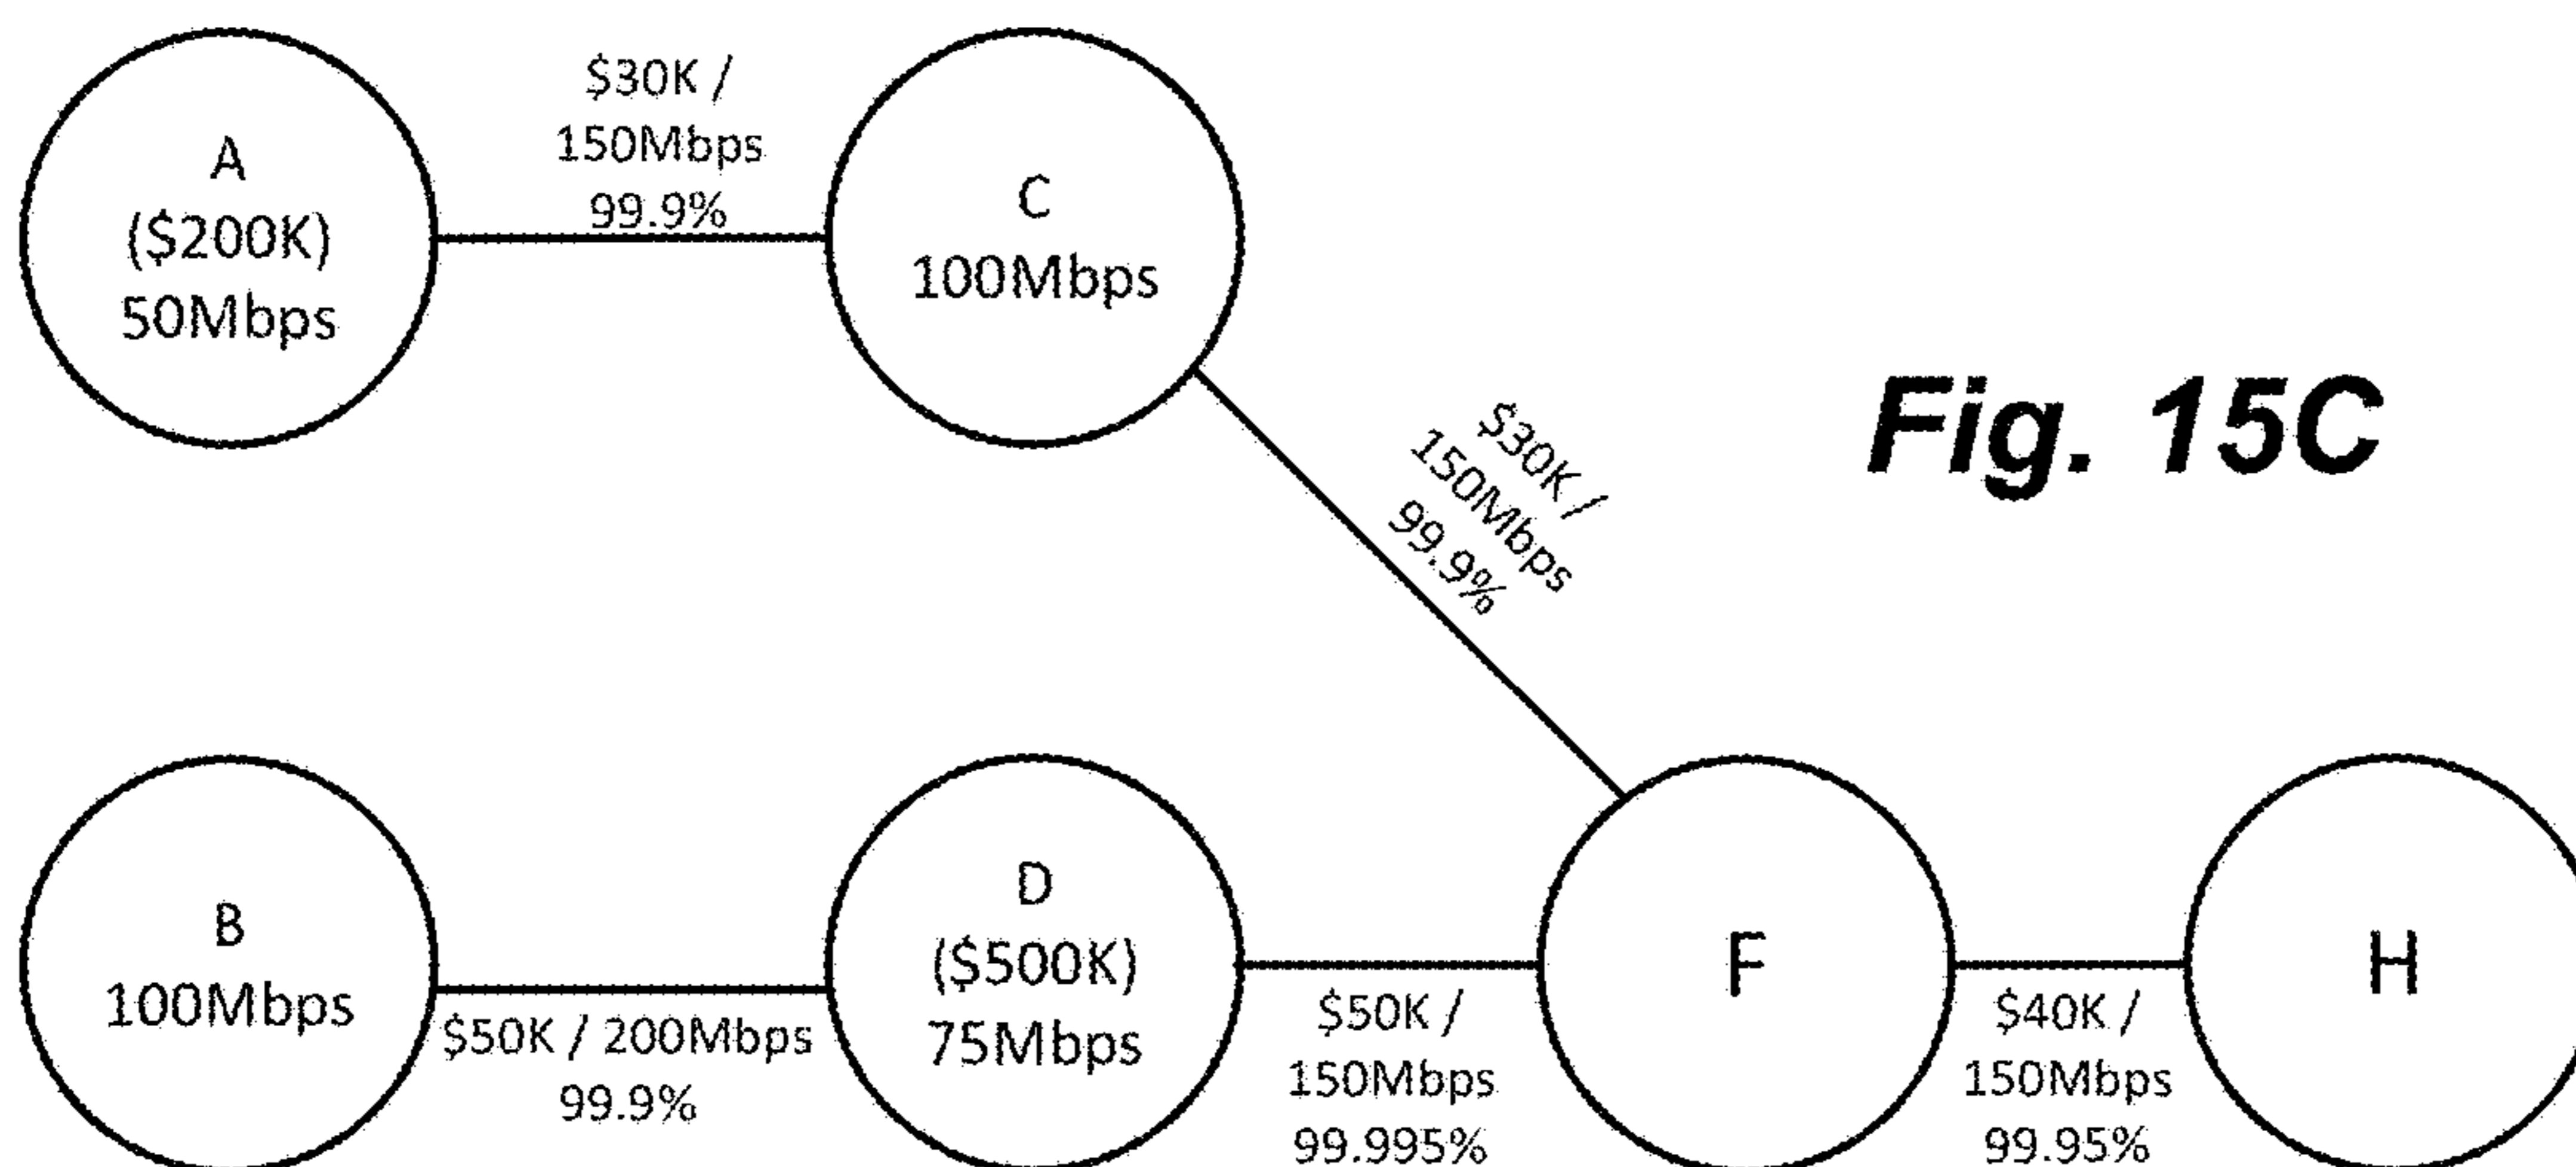 A
($200K)
50Mbps
$30K /
150Mbps
99.9%
C
100Mbps
$30K /
150Mbps
99.9%
Fig. 15C
B
100Mbps
$50K / 200Mbps
99.9%
D
($500K)
75Mbps
$50K /
150Mbps
99.995%
F
$40K /
150Mbps
99.95%
H